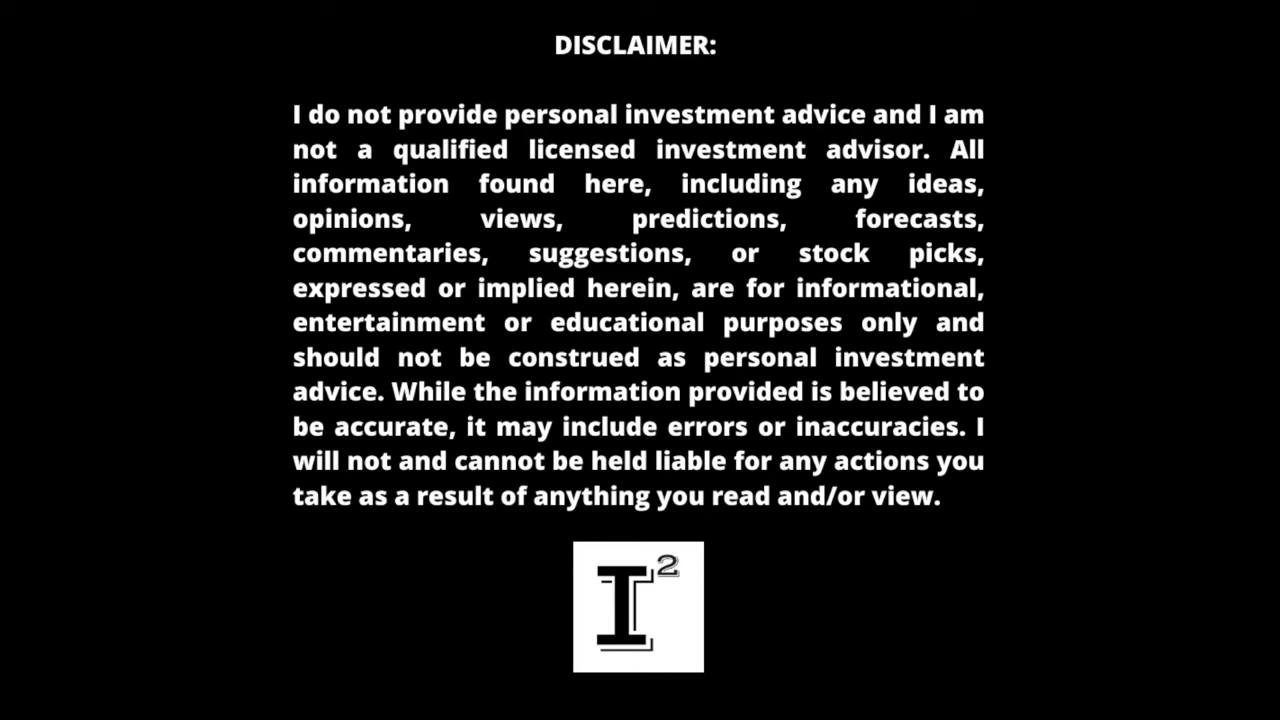 DISCLAIMER:
I do not provide personal investment advice and I am
not a qualified licensed investment advisor. All
information found here, including any ideas,
opinions, views, predictions, forecasts,
commentaries, suggestions, or stock picks,
expressed or implied herein, are for informational,
entertainment or educational purposes only and
should not be construed as personal investment
advice. While the information provided is believed to
be accurate, it may include errors or inaccuracies. I
will not and cannot be held liable for any actions you
take as a result of anything you read and/or view.
I²